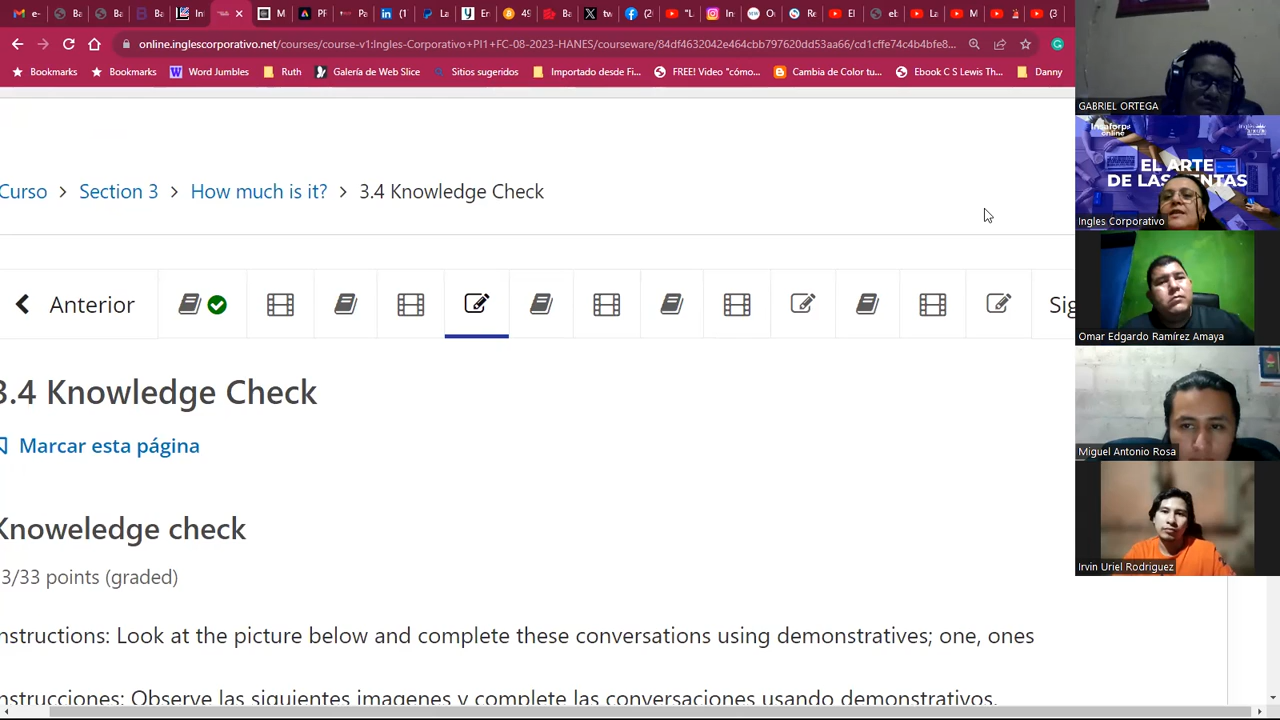 online.inglescorporativo.net/courses/course-v1:Ingles-Corporativo+PI1+FC-08-2023-HANES/courseware/84df4632042e464cbb797620dd53aa66/cd1cffe74c4b4bfe8...
Bookmarks Bookmarks Word Jumbles Ruth Galería de Web Slice Sitios sugeridos Importado desde Fi... FREE! Video "cómo... Cambia de Color tu... Ebook C S Lewis Th... Danny
Curso > Section 3 > How much is it? > 3.4 Knowledge Check
Anterior
3.4 Knowledge Check
Marcar esta página
Knoweledge check
3/33 points (graded)
nstructions: Look at the picture below and complete these conversations using demonstratives; one, ones
nstrucciones: Observe las siguientes imagenes y complete las conversaciones usando demonstrativos.
GABRIEL ORTEGA
EL ARTE
DE LAS VENTAS
Ingles Corporativo
Omar Edgardo Ramírez Amaya
Miguel Antonio Rosa
Irvin Uriel Rodriguez